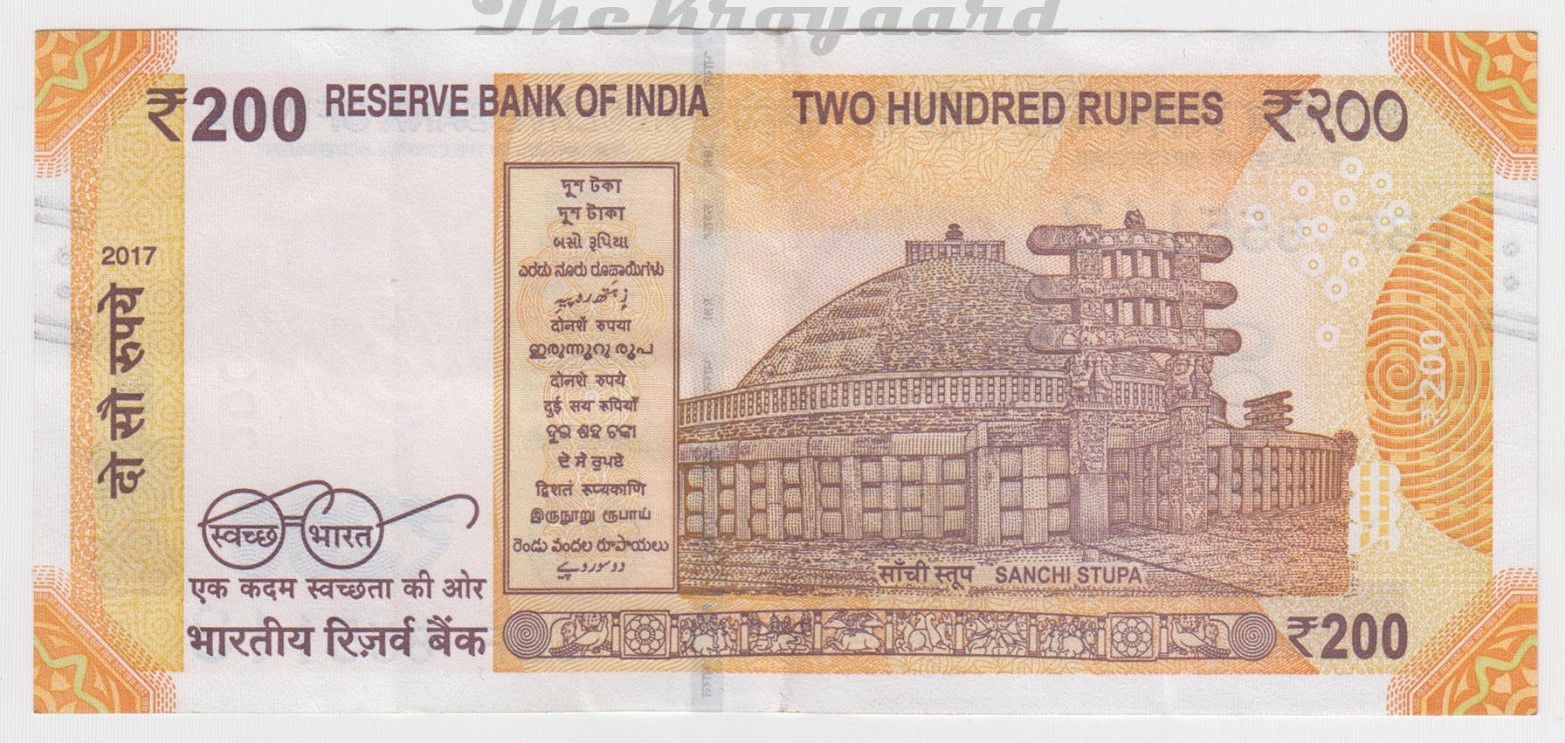 TheKroyaard
₹200 RESERVE BANK OF INDIA TWO HUNDRED RUPEES ₹२००
2017
दो सौ रुपये
দুশ টকা
দুশ টাকা
બસો રૂપિયા
ಎರಡು ನೂರು ರೂಪಾಯಿಗಳು
दोनशें रुपया
ഇരുന്നൂറു രൂപ
दोनशे रुपये
दुई सय रुपियाँ
ଦୁଇ ଶହ ଟଙ୍କା
ਦੋ ਸੌ ਰੁਪਏ
द्विशतं रूप्यकाणि
இருநூறு ரூபாய்
రెండు వందల రూపాయలు
دو سو روپیے
₹200
स्वच्छ भारत
एक कदम स्वच्छता की ओर
भारतीय रिज़र्व बैंक
साँची स्तूप SANCHI STUPA
₹200